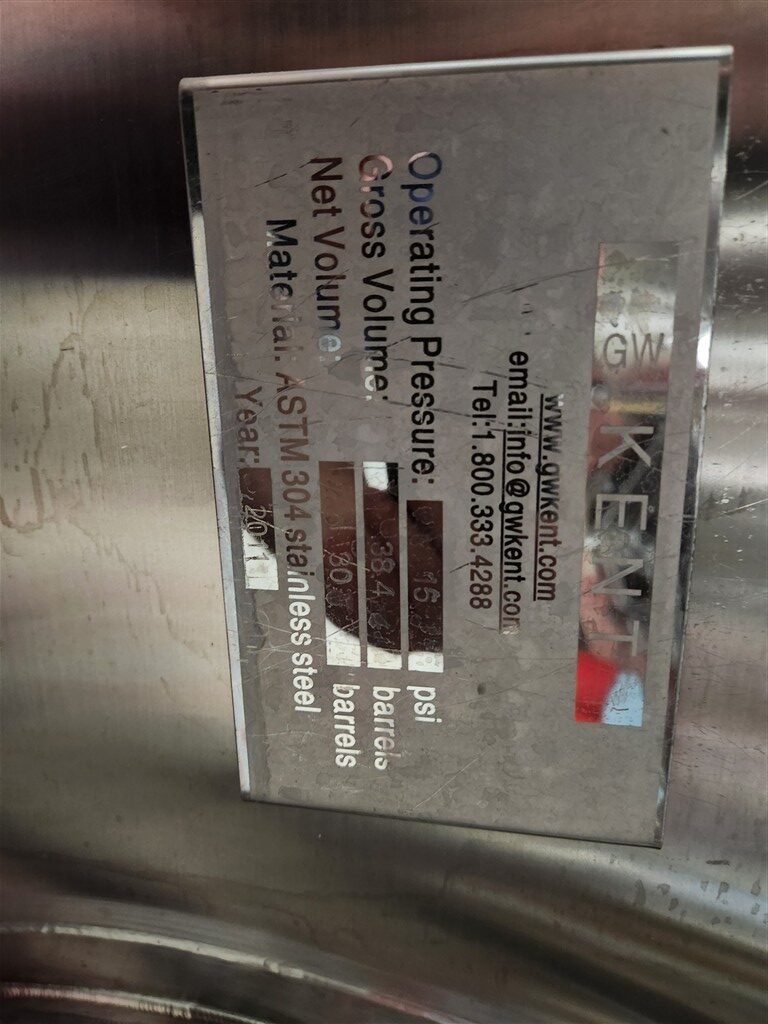 GW KENT
www.gwkent.com
email:info@gwkent.com
Tel:1.800.333.4288
Operating Pressure: 15 psi
Gross Volume: 38.4 barrels
Net Volume: 30 barrels
Material: ASTM 304 stainless steel
Year: 2011